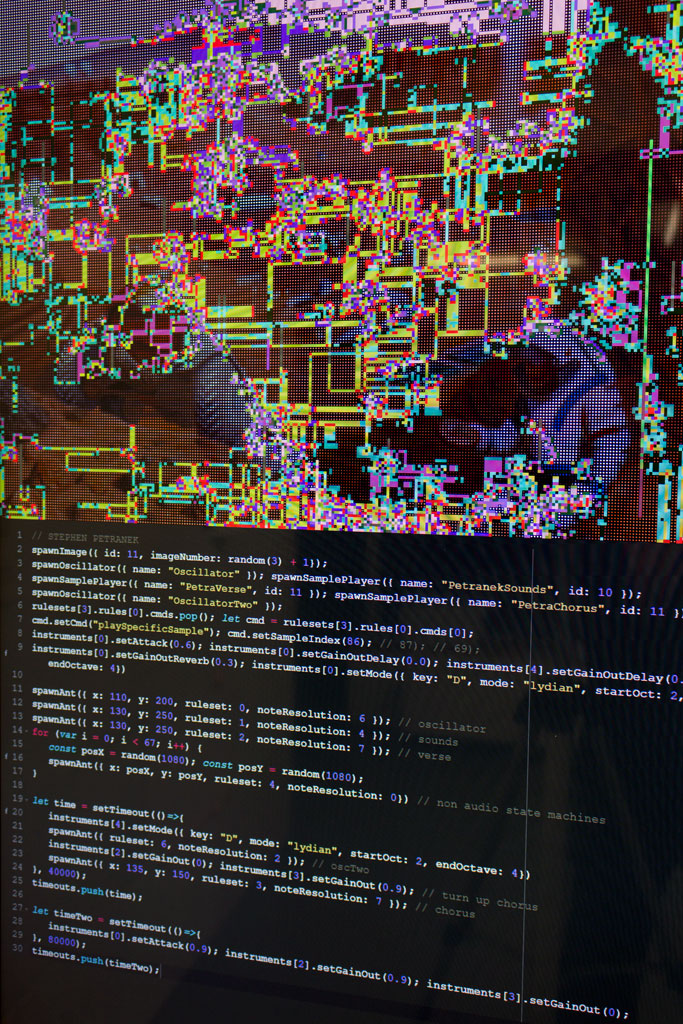 1 // STEPHEN PETRANEK
2 spawnImage({ id: 11, imageNumber: random(3) + 1});
3 spawnOscillator({ name: "Oscillator" }); spawnSamplePlayer({ name: "PetranekSounds", id: 10 });
4 spawnSamplePlayer({ name: "PetraVerse", id: 11 }); spawnSamplePlayer({ name: "PetraChorus", id: 11 })
5 spawnOscillator({ name: "OscillatorTwo" });
6 rulesets[3].rules[0].cmds.pop(); let cmd = rulesets[3].rules[0].cmds[0];
7 cmd.setCmd("playSpecificSample"); cmd.setSampleIndex(86); // 87); // 69);
8 instruments[0].setAttack(0.6); instruments[0].setGainOutDelay(0.0); instruments[4].setGainOutDelay(0.
9 instruments[0].setGainOutReverb(0.3); instruments[0].setMode({ key: "D", mode: "lydian", startOct: 2,
endOctave: 4})
10
11 spawnAnt({ x: 110, y: 200, ruleset: 0, noteResolution: 6 }); // oscillator
12 spawnAnt({ x: 130, y: 250, ruleset: 1, noteResolution: 4 }); // sounds
13 spawnAnt({ x: 130, y: 250, ruleset: 2, noteResolution: 7 }); // verse
14 for (var i = 0; i < 67; i++) {
15 const posX = random(1080); const posY = random(1080);
16 spawnAnt({ x: posX, y: posY, ruleset: 4, noteResolution: 0}) // non audio state machines
17 }
18
19 let time = setTimeout(()=>{
20 instruments[4].setMode({ key: "D", mode: "lydian", startOct: 2, endOctave: 4})
21 spawnAnt({ ruleset: 6, noteResolution: 2 }); // oscTwo
22 instruments[2].setGainOut(0); instruments[3].setGainOut(0.9); // turn up chorus
23 spawnAnt({ x: 135, y: 150, ruleset: 3, noteResolution: 7 }); // chorus
24 }, 40000);
25 timeouts.push(time);
26
27 let timeTwo = setTimeout(()=>{
28 instruments[0].setAttack(0.9); instruments[2].setGainOut(0.9); instruments[3].setGainOut(0);
29 }, 80000);
30 timeouts.push(timeTwo);